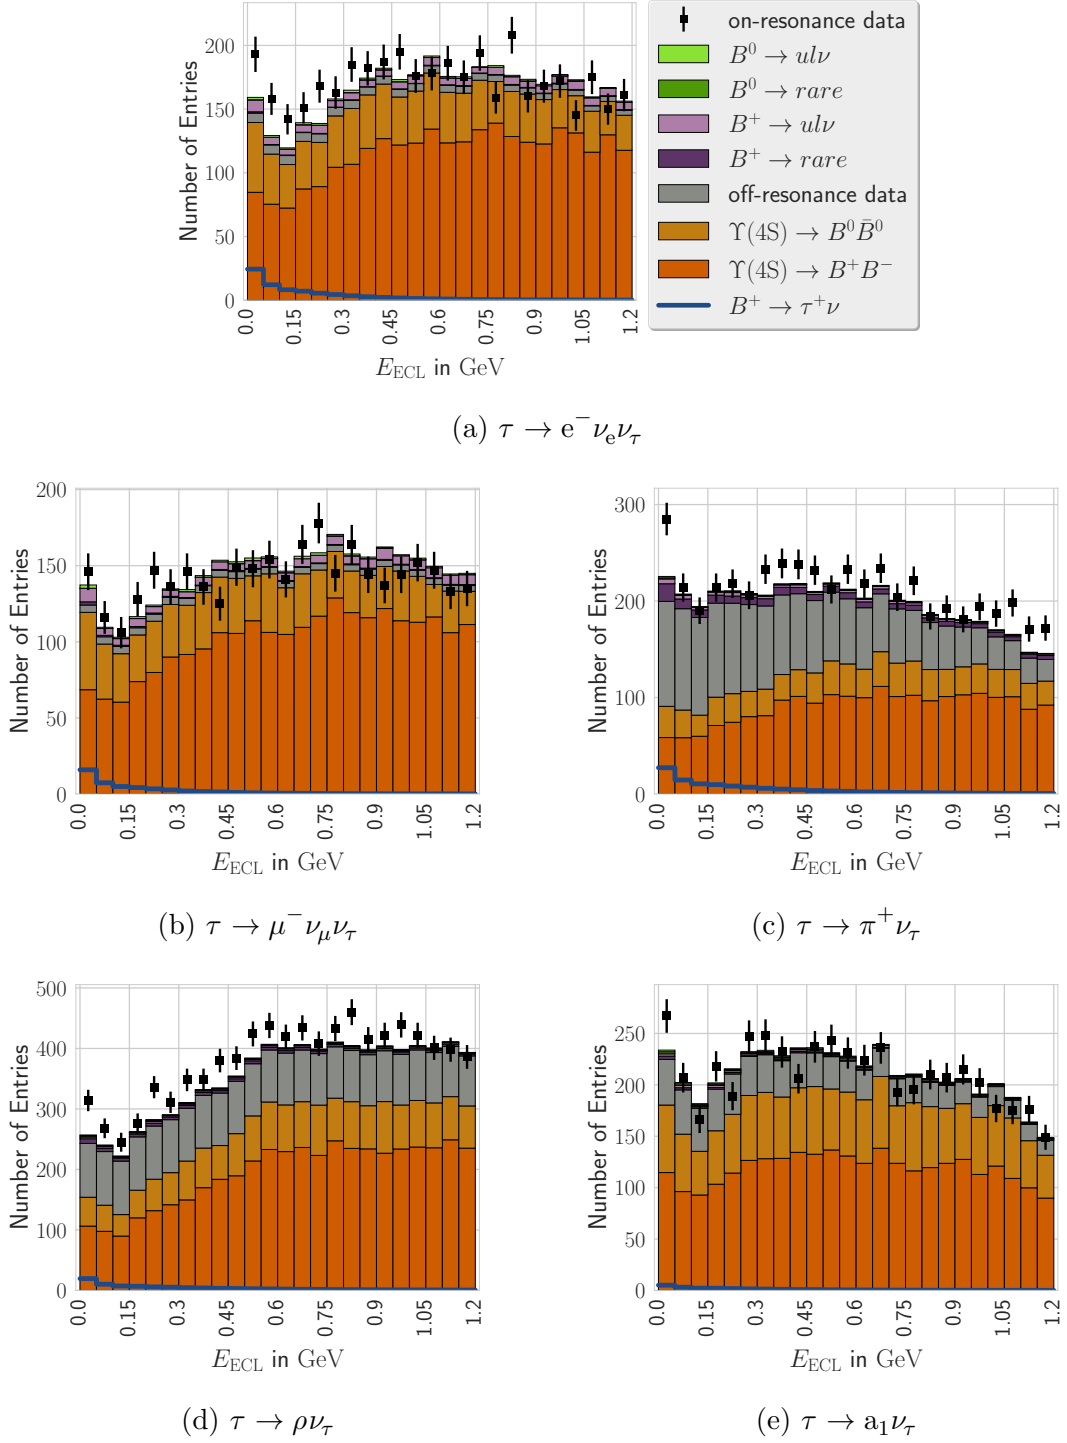 Number of Entries
200
150
100
50
0
0.0
0.15
0.3
0.45
0.6
0.75
0.9
1.05
1.2
E_ECL in GeV
on-resonance data
B⁰ → ulν
B⁰ → rare
B⁺ → ulν
B⁺ → rare
off-resonance data
Υ(4S) → B⁰B̄⁰
Υ(4S) → B⁺B⁻
B⁺ → τ⁺ν
(a) τ → e⁻ν_eν_τ
Number of Entries
200
150
100
50
0
0.0
0.15
0.3
0.45
0.6
0.75
0.9
1.05
1.2
E_ECL in GeV
(b) τ → μ⁻ν_μν_τ
Number of Entries
300
200
100
0
0.0
0.15
0.3
0.45
0.6
0.75
0.9
1.05
1.2
E_ECL in GeV
(c) τ → π⁺ν_τ
Number of Entries
500
400
300
200
100
0
0.0
0.15
0.3
0.45
0.6
0.75
0.9
1.05
1.2
E_ECL in GeV
(d) τ → ρν_τ
Number of Entries
250
200
150
100
50
0
0.0
0.15
0.3
0.45
0.6
0.75
0.9
1.05
1.2
E_ECL in GeV
(e) τ → a₁ν_τ